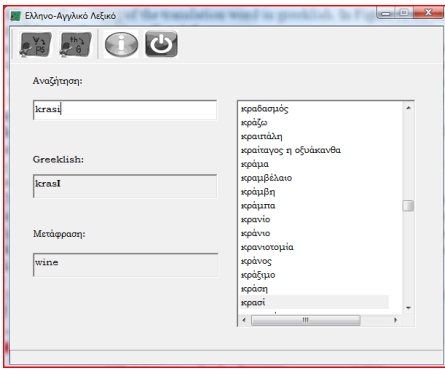 Ελληνο-Αγγλικό Λεξικό
Αναζήτηση:
krasi
Greeklish:
krasI
Μετάφραση:
wine
κραδασμός
κράζω
κραιπάλη
κραίταγος η οξυάκανθα
κράμα
κραμβέλαιο
κράμβη
κράμπα
κρανίο
κράνιο
κρανιοτομία
κράνος
κράξιμο
κράση
κρασί